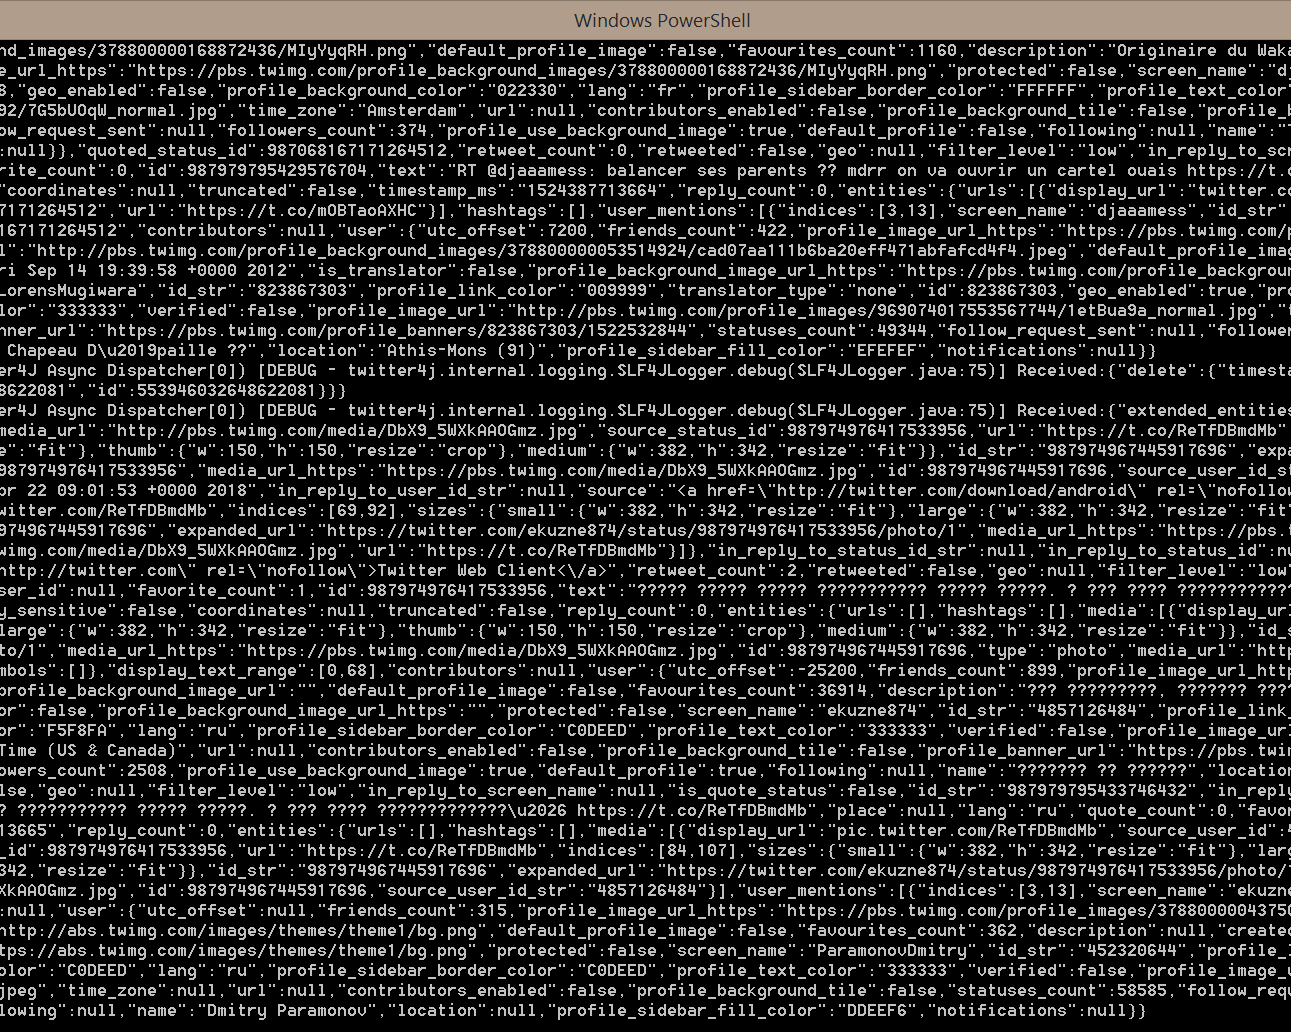 Windows PowerShell
nd_images/378800000168872436/MIyYyqRH.png","default_profile_image":false,"favourites_count":1160,"description":"Originaire du Waka
e_url_https":"https://pbs.twimg.com/profile_background_images/378800000168872436/MIyYyqRH.png","protected":false,"screen_name":"dj
8,"geo_enabled":false,"profile_background_color":"022330","lang":"fr","profile_sidebar_border_color":"FFFFFF","profile_text_color"
92/7G5bUOqW_normal.jpg","time_zone":"Amsterdam","url":null,"contributors_enabled":false,"profile_background_tile":false,"profile_b
ow_request_sent":null,"followers_count":374,"profile_use_background_image":true,"default_profile":false,"following":null,"name":"T
:null}},"quoted_status_id":987068167171264512,"retweet_count":0,"retweeted":false,"geo":null,"filter_level":"low","in_reply_to_scr
rite_count":0,"id":987979795429576704,"text":"RT @djaaamess: balancer ses parents ?? mdrr on va ouvrir un cartel ouais https://t.c
"coordinates":null,"truncated":false,"timestamp_ms":"1524387713664","reply_count":0,"entities":{"urls":[{"display_url":"twitter.co
7171264512","url":"https://t.co/mOBTaoAXHC"}],"hashtags":[],"user_mentions":[{"indices":[3,13],"screen_name":"djaaamess","id_str":
167171264512","contributors":null,"user":{"utc_offset":7200,"friends_count":422,"profile_image_url_https":"https://pbs.twimg.com/p
l":"http://pbs.twimg.com/profile_background_images/378800000053514924/cad07aa111b6ba20eff471abfafcd4f4.jpeg","default_profile_imag
ri Sep 14 19:39:58 +0000 2012","is_translator":false,"profile_background_image_url_https":"https://pbs.twimg.com/profile_backgroun
LorensMugiwara","id_str":"823867303","profile_link_color":"009999","translator_type":"none","id":823867303,"geo_enabled":true,"pro
lor":"333333","verified":false,"profile_image_url":"http://pbs.twimg.com/profile_images/969074017553567744/1etBua9a_normal.jpg","t
nner_url":"https://pbs.twimg.com/profile_banners/823867303/1522532844","statuses_count":49344,"follow_request_sent":null,"follower
Chapeau D\u2019paille ??","location":"Athis-Mons (91)","profile_sidebar_fill_color":"EFEFEF","notifications":null}}
er4J Async Dispatcher[0]) [DEBUG - twitter4j.internal.logging.SLF4JLogger.debug(SLF4JLogger.java:75)] Received:{"delete":{"timesta
8622081","id":553946032648622081}}}
er4J Async Dispatcher[0]) [DEBUG - twitter4j.internal.logging.SLF4JLogger.debug(SLF4JLogger.java:75)] Received:{"extended_entities
media_url":"http://pbs.twimg.com/media/DbX9_5WXkAAOGmz.jpg","source_status_id":987974976417533956,"url":"https://t.co/ReTfDBmdMb"
e":"fit"},"thumb":{"w":150,"h":150,"resize":"crop"},"medium":{"w":382,"h":342,"resize":"fit"}},"id_str":"987974967445917696","expa
987974976417533956","media_url_https":"https://pbs.twimg.com/media/DbX9_5WXkAAOGmz.jpg","id":987974967445917696,"source_user_id_st
pr 22 09:01:53 +0000 2018","in_reply_to_user_id_str":null,"source":"<a href=\"http://twitter.com/download/android\" rel=\"nofollow
om/ReTfDBmdMb","indices":[69,92],"sizes":{"small":{"w":382,"h":342,"resize":"fit"},"large":{"w":382,"h":342,"resize":"fit"
974967445917696","expanded_url":"https://twitter.com/ekuzne874/status/987974976417533956/photo/1","media_url_https":"https://pbs.t
wimg.com/media/DbX9_5WXkAAOGmz.jpg","url":"https://t.co/ReTfDBmdMb"}]},"in_reply_to_status_id_str":null,"in_reply_to_status_id":nu
http://twitter.com\" rel=\"nofollow\">Twitter Web Client<\/a>","retweet_count":2,"retweeted":false,"geo":null,"filter_level":"low"
ser_id":null,"favorite_count":1,"id":987974976417533956,"text":"????? ????? ????? ??????????? ????? ?????. ? ??? ???? ????????????
y_sensitive":false,"coordinates":null,"truncated":false,"reply_count":0,"entities":{"urls":[],"hashtags":[],"media":[{"display_url
large":{"w":382,"h":342,"resize":"fit"},"thumb":{"w":150,"h":150,"resize":"crop"},"medium":{"w":382,"h":342,"resize":"fit"}},"id_s
oto/1","media_url_https":"https://pbs.twimg.com/media/DbX9_5WXkAAOGmz.jpg","id":987974967445917696,"type":"photo","media_url":"htt
mbols":[]},"display_text_range":[0,68],"contributors":null,"user":{"utc_offset":-25200,"friends_count":899,"profile_image_url_http
profile_background_image_url":"","default_profile_image":false,"favourites_count":36914,"description":"??? ?????????, ??????? ????
or":false,"profile_background_image_url_https":"","protected":false,"screen_name":"ekuzne874","id_str":"4857126484","profile_link_
or":"F5F8FA","lang":"ru","profile_sidebar_border_color":"C0DEED","profile_text_color":"333333","verified":false,"profile_image_url
Time (US & Canada)","url":null,"contributors_enabled":false,"profile_background_tile":false,"profile_banner_url":"https://pbs.twim
owers_count":2508,"profile_use_background_image":true,"default_profile":true,"following":null,"name":"??????? ?? ??????","location
lse,"geo":null,"filter_level":"low","in_reply_to_screen_name":null,"is_quote_status":false,"id_str":"987979795433746432","in_reply
? ??????????? ????? ?????. ? ??? ???? ?????????????\u2026 https://t.co/ReTfDBmdMb","place":null,"lang":"ru","quote_count":0,"favor
13665","reply_count":0,"entities":{"urls":[],"hashtags":[],"media":[{"display_url":"pic.twitter.com/ReTfDBmdMb","source_user_id":4
_id":987974976417533956,"url":"https://t.co/ReTfDBmdMb","indices":[84,107],"sizes":{"small":{"w":382,"h":342,"resize":"fit"},"larg
342,"resize":"fit"}},"id_str":"987974967445917696","expanded_url":"https://twitter.com/ekuzne874/status/987974976417533956/photo/
XkAAOGmz.jpg","id":987974967445917696,"source_user_id_str":"4857126484"}],"user_mentions":[{"indices":[3,13],"screen_name":"ekuzne
:null,"user":{"utc_offset":null,"friends_count":315,"profile_image_url_https":"https://pbs.twimg.com/profile_images/37880000043750
http://abs.twimg.com/images/themes/theme1/bg.png","default_profile_image":false,"favourites_count":362,"description":null,"created
tps://abs.twimg.com/images/themes/theme1/bg.png","protected":false,"screen_name":"ParamonovDmitry","id_str":"452320644","profile_l
olor":"C0DEED","lang":"ru","profile_sidebar_border_color":"C0DEED","profile_text_color":"333333","verified":false,"profile_image_u
jpeg","time_zone":null,"url":null,"contributors_enabled":false,"profile_background_tile":false,"statuses_count":58585,"follow_requ
lowing":null,"name":"Dmitry Paramonov","location":null,"profile_sidebar_fill_color":"DDEEF6","notifications":null}}